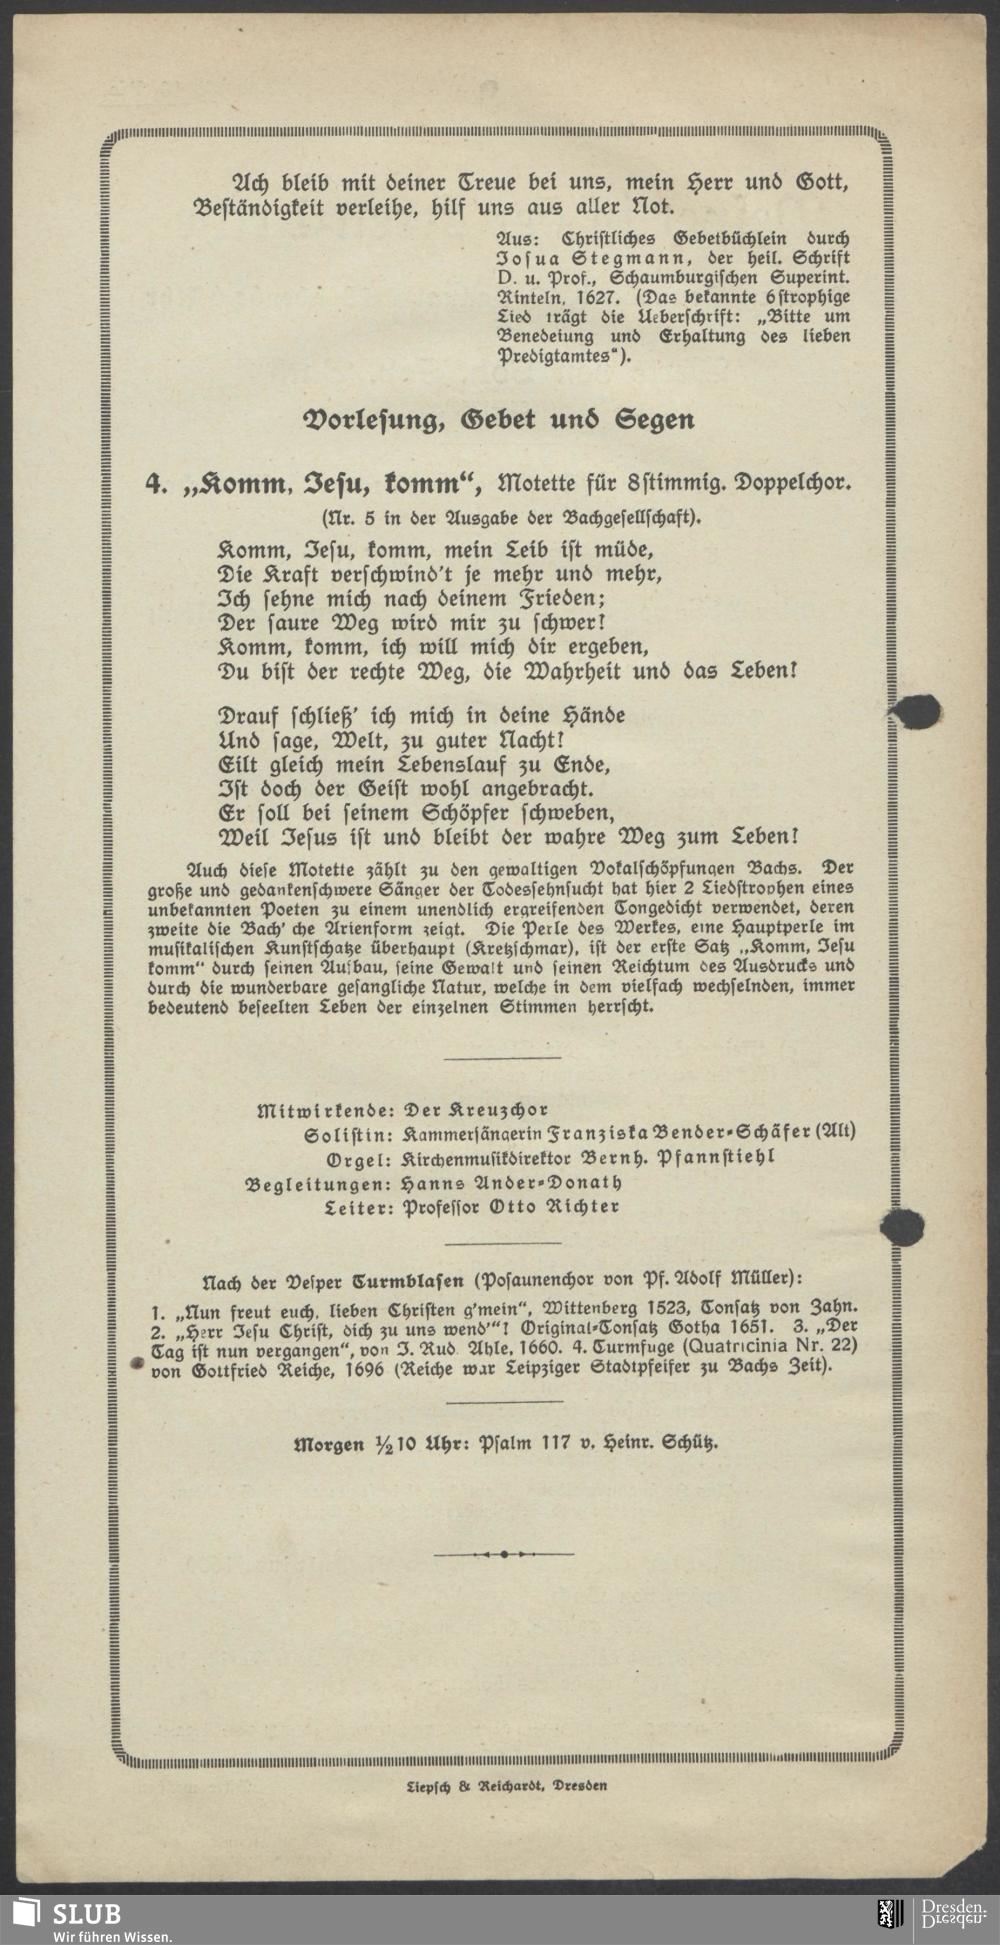 Ach bleib mit deiner Treue bei uns, mein Herr und Gott,
Beständigkeit verleihe, hilf uns aus aller Not.
Aus: Christliches Gebetbüchlein durch
Josua Stegmann, der heil. Schrift
D. u. Prof., Schaumburgischen Superint.
Rinteln, 1627. (Das bekannte 6strophige
Lied trägt die Ueberschrift: „Bitte um
Benedeiung und Erhaltung des lieben
Predigtamtes“).
Vorlesung, Gebet und Segen
4. „Komm, Jesu, komm“, Motette für 8stimmig. Doppelchor.
(Nr. 5 in der Ausgabe der Bachgesellschaft).
Komm, Jesu, komm, mein Leib ist müde,
Die Kraft verschwind't je mehr und mehr,
Ich sehne mich nach deinem Frieden;
Der saure Weg wird mir zu schwer!
Komm, komm, ich will mich dir ergeben,
Du bist der rechte Weg, die Wahrheit und das Leben!
Drauf schließ' ich mich in deine Hände
Und sage, Welt, zu guter Nacht!
Eilt gleich mein Lebenslauf zu Ende,
Ist doch der Geist wohl angebracht.
Er soll bei seinem Schöpfer schweben,
Weil Jesus ist und bleibt der wahre Weg zum Leben!
Auch diese Motette zählt zu den gewaltigen Vokalschöpfungen Bachs. Der
große und gedankenschwere Sänger der Todessehnsucht hat hier 2 Liedstrophen eines
unbekannten Poeten zu einem unendlich ergreifenden Tongedicht verwendet, deren
zweite die Bach' che Arienform zeigt. Die Perle des Werkes, eine Hauptperle im
musikalischen Kunstschatze überhaupt (Kretzschmar), ist der erste Satz „Komm, Jesu
komm“ durch seinen Aufbau, seine Gewalt und seinen Reichtum des Ausdrucks und
durch die wunderbare gesangliche Natur, welche in dem vielfach wechselnden, immer
bedeutend beseelten Leben der einzelnen Stimmen herrscht.
Mitwirkende: Der Kreuzchor
Solistin: Kammersängerin Franziska Bender-Schäfer (Alt)
Orgel: Kirchenmusikdirektor Bernh. Pfannstiehl
Begleitungen: Hanns Ander-Donath
Leiter: Professor Otto Richter
Nach der Vesper Turmblasen (Posaunenchor von Pf. Adolf Müller):
1. „Nun freut euch, lieben Christen g'mein“, Wittenberg 1523, Tonsatz von Zahn.
2. „Herr Jesu Christ, dich zu uns wend'“! Original-Tonsatz Gotha 1651. 3. „Der
Tag ist nun vergangen“, von J. Rud. Ahle, 1660. 4. Turmfuge (Quatricinia Nr. 22)
von Gottfried Reiche, 1696 (Reiche war Leipziger Stadtpfeifer zu Bachs Zeit).
Morgen ½10 Uhr: Psalm 117 v. Heinr. Schütz.
Liepsch & Reichardt, Dresden
SLUB
Wir führen Wissen.
Dresden.
Dresden.